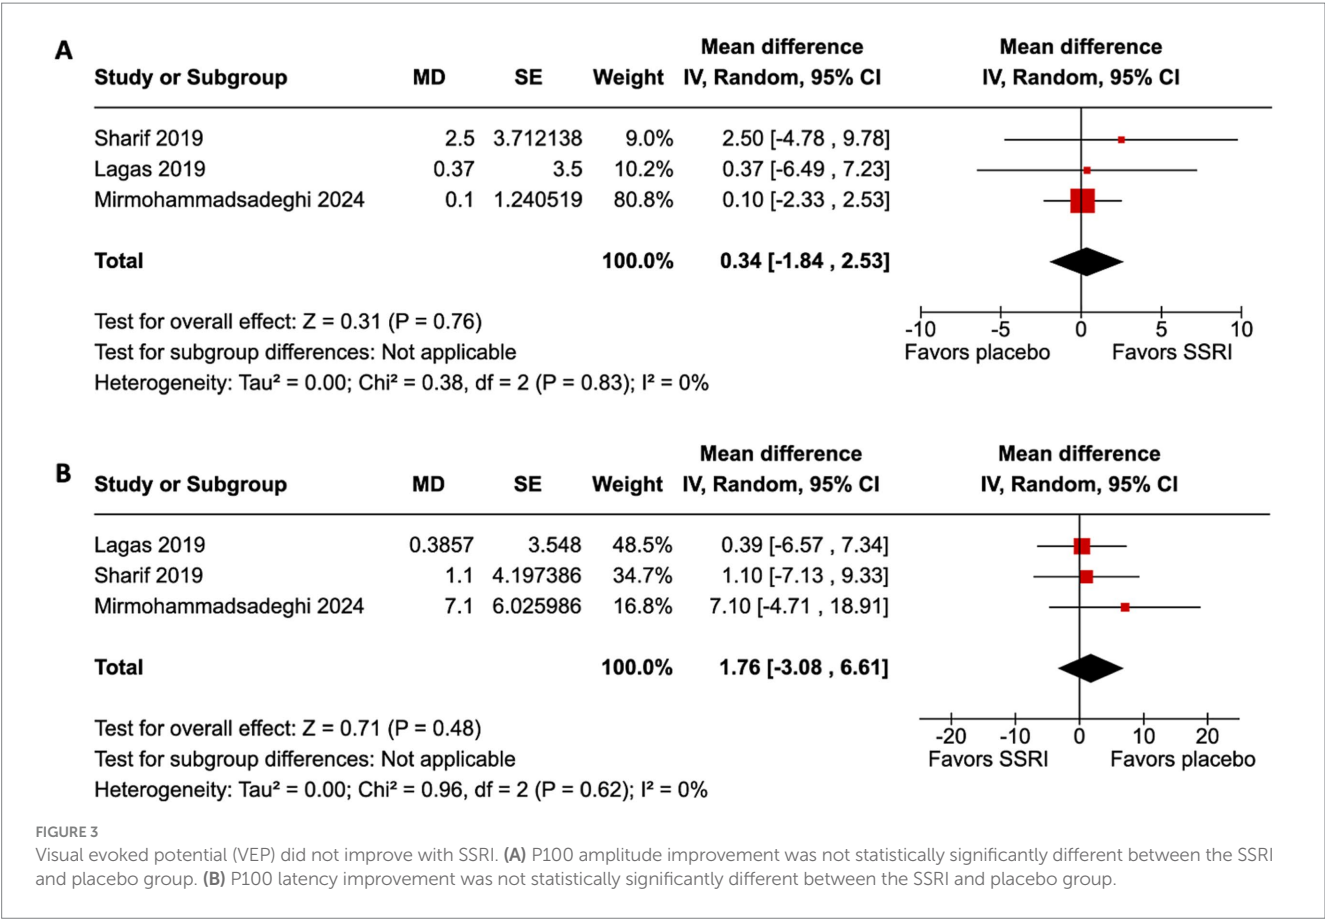 A
Mean difference Mean difference
Study or Subgroup MD SE Weight IV, Random, 95% CI IV, Random, 95% CI
Sharif 2019 2.5 3.712138 9.0% 2.50 [-4.78 , 9.78]
Lagas 2019 0.37 3.5 10.2% 0.37 [-6.49 , 7.23]
Mirmohammadsadeghi 2024 0.1 1.240519 80.8% 0.10 [-2.33 , 2.53]
Total 100.0% 0.34 [-1.84 , 2.53]
Test for overall effect: Z = 0.31 (P = 0.76)
Test for subgroup differences: Not applicable
Heterogeneity: Tau² = 0.00; Chi² = 0.38, df = 2 (P = 0.83); I² = 0%
-10 -5 0 5 10
Favors placebo Favors SSRI
B
Mean difference Mean difference
Study or Subgroup MD SE Weight IV, Random, 95% CI IV, Random, 95% CI
Lagas 2019 0.3857 3.548 48.5% 0.39 [-6.57 , 7.34]
Sharif 2019 1.1 4.197386 34.7% 1.10 [-7.13 , 9.33]
Mirmohammadsadeghi 2024 7.1 6.025986 16.8% 7.10 [-4.71 , 18.91]
Total 100.0% 1.76 [-3.08 , 6.61]
Test for overall effect: Z = 0.71 (P = 0.48)
Test for subgroup differences: Not applicable
Heterogeneity: Tau² = 0.00; Chi² = 0.96, df = 2 (P = 0.62); I² = 0%
-20 -10 0 10 20
Favors SSRI Favors placebo
FIGURE 3
Visual evoked potential (VEP) did not improve with SSRI. (A) P100 amplitude improvement was not statistically significantly different between the SSRI
and placebo group. (B) P100 latency improvement was not statistically significantly different between the SSRI and placebo group.